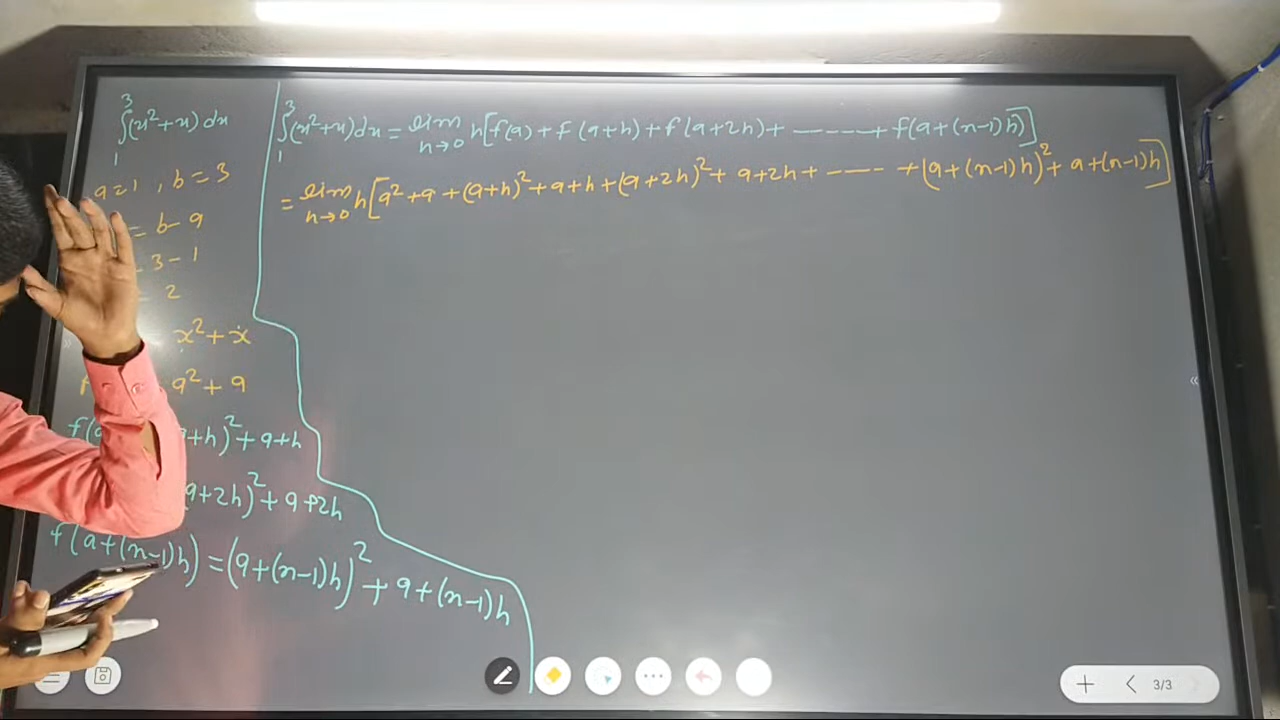 ∫₁³(x²+x)dx
a=1, b=3
= b-a
= 3-1
= 2
x²+x
a²+a
f(a+h)²+a+h
(a+2h)²+a+2h
f(a+(n-1)h)=(a+(n-1)h)²+a+(n-1)h
∫₁³(x²+x)dx = lim h→0 h[f(a)+f(a+h)+f(a+2h)+------+f(a+(n-1)h)]
= lim h→0 h[a²+a+(a+h)²+a+h+(a+2h)²+a+2h+-----+(a+(n-1)h)²+a+(n-1)h]
3/3